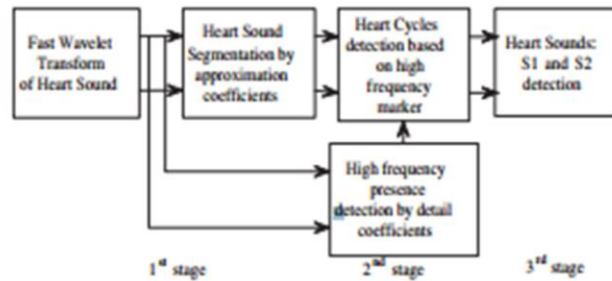 Fast Wavelet
Transform
of Heart Sound
Heart Sound
Segmentation by
approximation
coefficients
Heart Cycles
detection based
on high
frequency
marker
Heart Sounds:
S1 and S2
detection
High frequency
presence
detection by detail
coefficients
1st stage
2nd stage
3rd stage